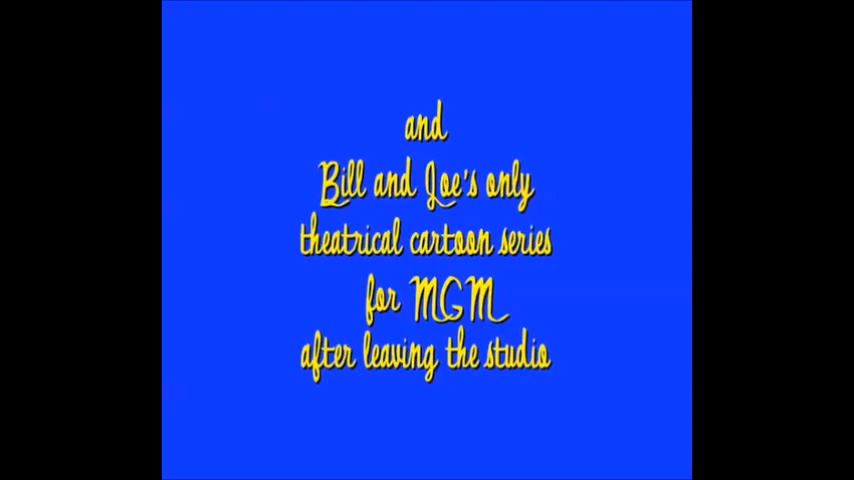 and
Bill and Joe's only
theatrical cartoon series
for MGM
after leaving the studio